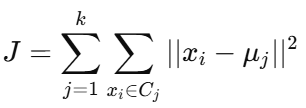 J = \sum_{j=1}^{k} \sum_{x_i \in C_j} ||x_i - \mu_j||^2